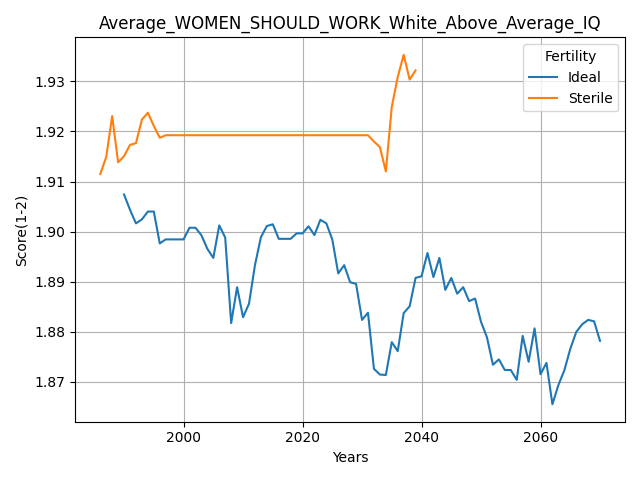 Average_WOMEN_SHOULD_WORK_White_Above_Average_IQ
Fertility
Ideal
Sterile
Score(1-2)
1.93
1.92
1.91
1.90
1.89
1.88
1.87
2000 2020 2040 2060
Years